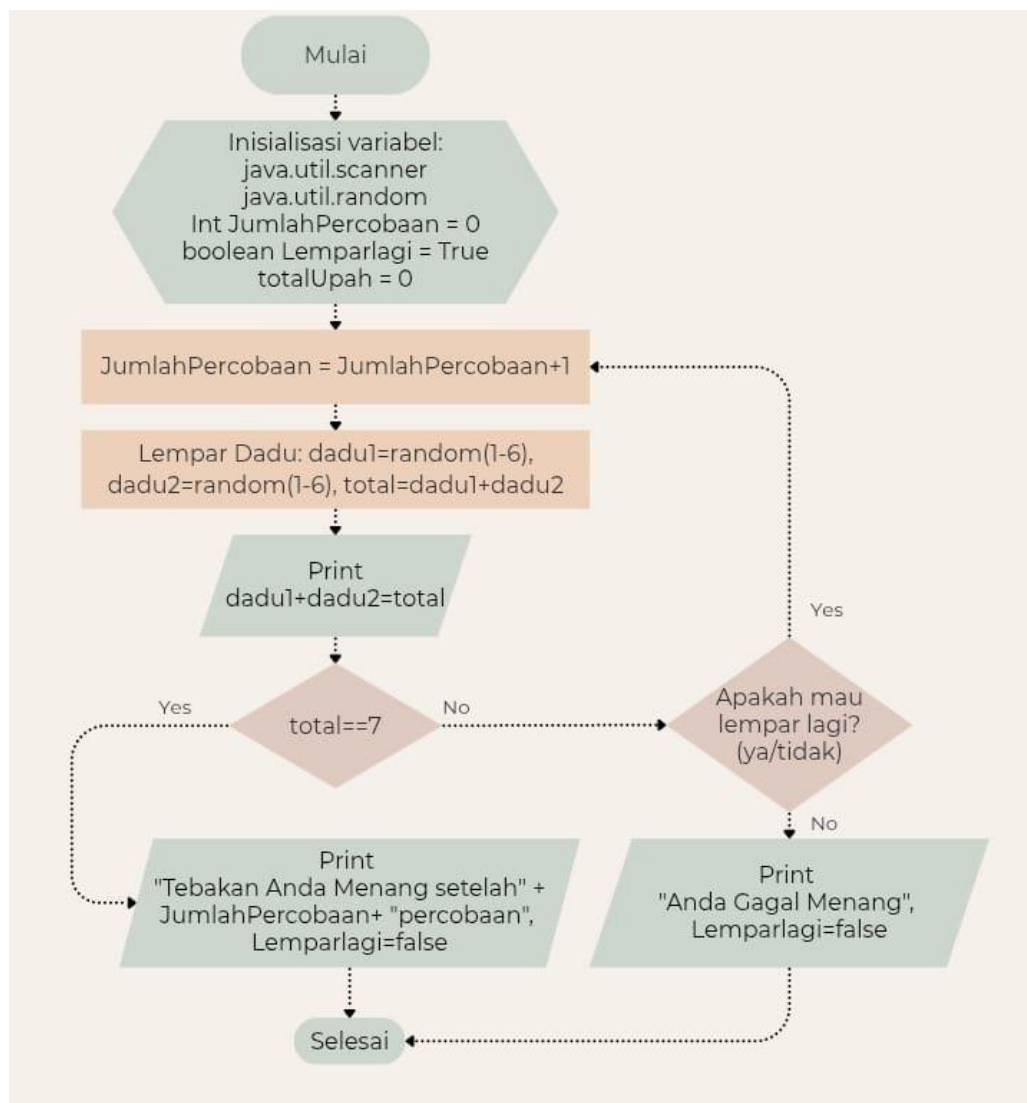 Mulai
Inisialisasi variabel:
java.util.scanner
java.util.random
Int JumlahPercobaan = 0
boolean Lemparlagi = True
totalUpah = 0
JumlahPercobaan = JumlahPercobaan+1
Lempar Dadu: dadu1=random(1-6),
dadu2=random(1-6), total=dadu1+dadu2
Print
dadu1+dadu2=total
total==7
Yes
No
Apakah mau
lempar lagi?
(ya/tidak)
Yes
No
Print
"Tebakan Anda Menang setelah" +
JumlahPercobaan+ "percobaan",
Lemparlagi=false
Print
"Anda Gagal Menang",
Lemparlagi=false
Selesai